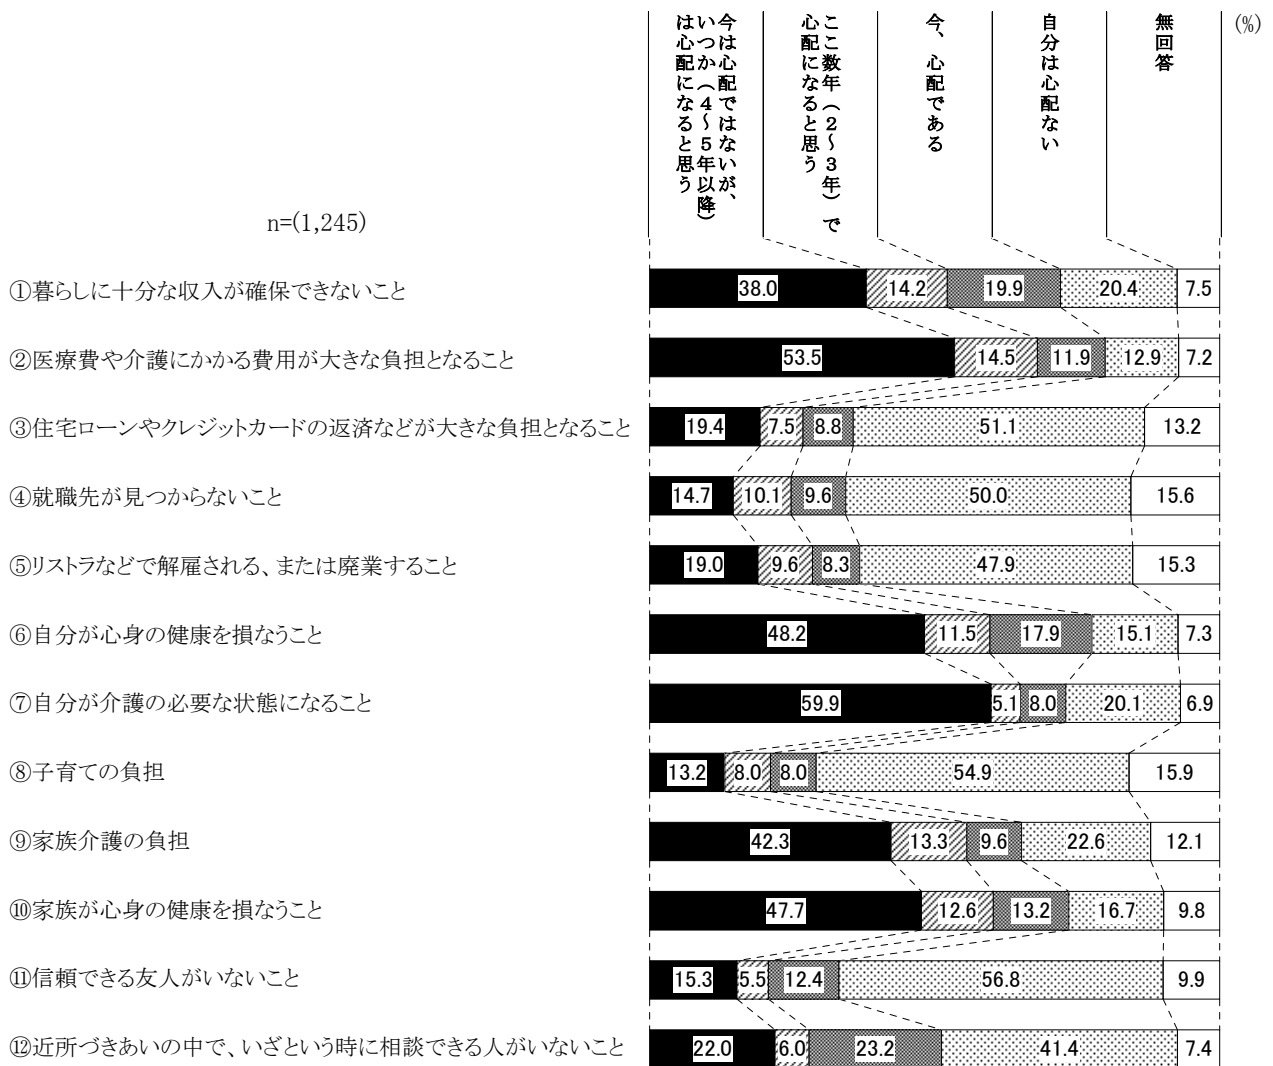 今は心配ではないが、
いつか（４～５年以降）
は心配になると思う
ここ数年（２～３年）で
心配になると思う
今、心配である
自分は心配ない
無回答
(%)
n=(1,245)
①暮らしに十分な収入が確保できないこと
38.0 14.2 19.9 20.4 7.5
②医療費や介護にかかる費用が大きな負担となること
53.5 14.5 11.9 12.9 7.2
③住宅ローンやクレジットカードの返済などが大きな負担となること
19.4 7.5 8.8 51.1 13.2
④就職先が見つからないこと
14.7 10.1 9.6 50.0 15.6
⑤リストラなどで解雇される、または廃業すること
19.0 9.6 8.3 47.9 15.3
⑥自分が心身の健康を損なうこと
48.2 11.5 17.9 15.1 7.3
⑦自分が介護の必要な状態になること
59.9 5.1 8.0 20.1 6.9
⑧子育ての負担
13.2 8.0 8.0 54.9 15.9
⑨家族介護の負担
42.3 13.3 9.6 22.6 12.1
⑩家族が心身の健康を損なうこと
47.7 12.6 13.2 16.7 9.8
⑪信頼できる友人がいないこと
15.3 5.5 12.4 56.8 9.9
⑫近所づきあいの中で、いざという時に相談できる人がいないこと
22.0 6.0 23.2 41.4 7.4